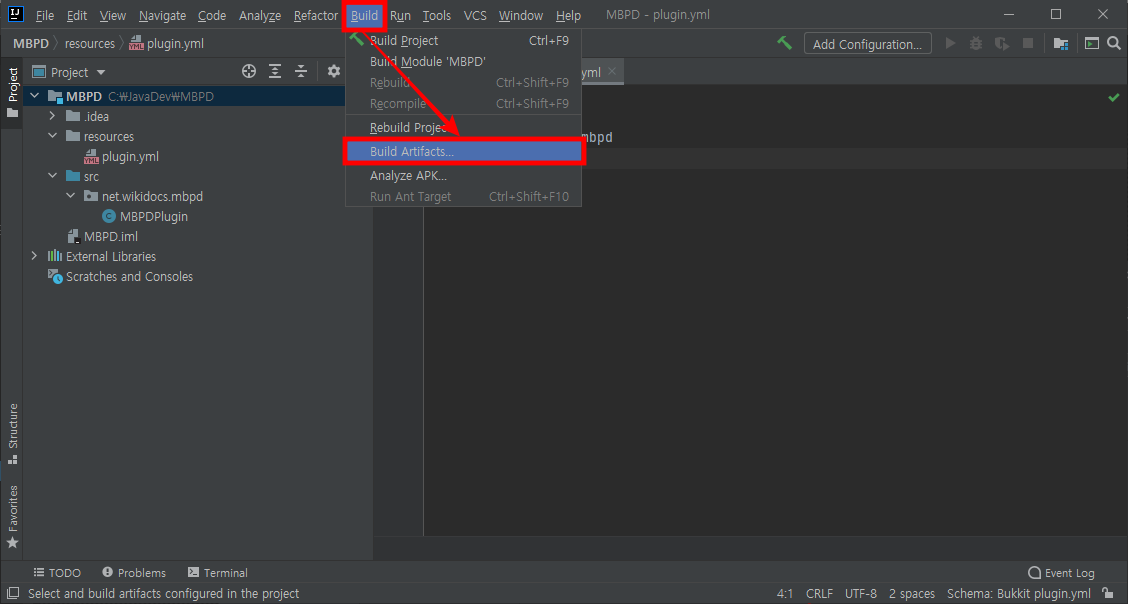 IJ File Edit View Navigate Code Analyze Refactor Build Run Tools VCS Window Help MBPD - plugin.yml
MBPD resources plugin.yml Add Configuration...
Build Project Ctrl+F9
Build Module 'MBPD'
Rebuild Ctrl+Shift+F9
Recompile Ctrl+Shift+F9
Rebuild Project
Build Artifacts...
Analyze APK...
Run Ant Target Ctrl+Shift+F10
yml
mbpd
Project
Project
MBPD C:₩JavaDev₩MBPD
.idea
resources
YML plugin.yml
src
net.wikidocs.mbpd
C MBPDPlugin
MBPD.iml
External Libraries
Scratches and Consoles
Structure
Favorites
TODO Problems Terminal Event Log
Select and build artifacts configured in the project 4:1 CRLF UTF-8 2 spaces Schema: Bukkit plugin.yml